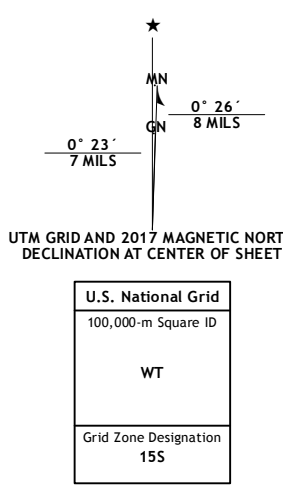 ★
MN
GN
0° 26´
8 MILS
0° 23´
7 MILS
UTM GRID AND 2017 MAGNETIC NORT
DECLINATION AT CENTER OF SHEET
U.S. National Grid
100,000-m Square ID
WT
Grid Zone Designation
15S